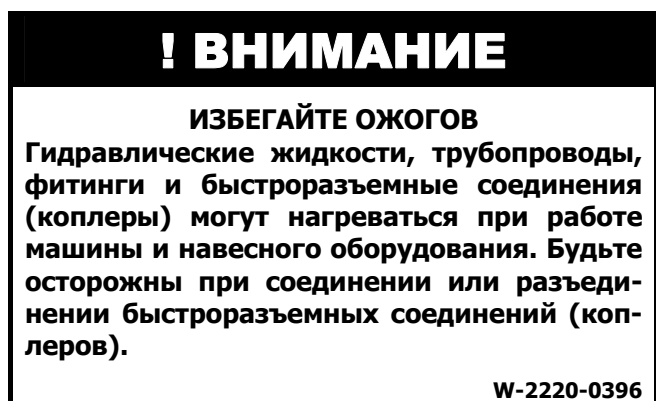 ! ВНИМАНИЕ
ИЗБЕГАЙТЕ ОЖОГОВ
Гидравлические жидкости, трубопроводы,
фитинги и быстроразъемные соединения
(коплеры) могут нагреваться при работе
машины и навесного оборудования. Будьте
осторожны при соединении или разъеди-
нении быстроразъемных соединений (коп-
леров).
W-2220-0396